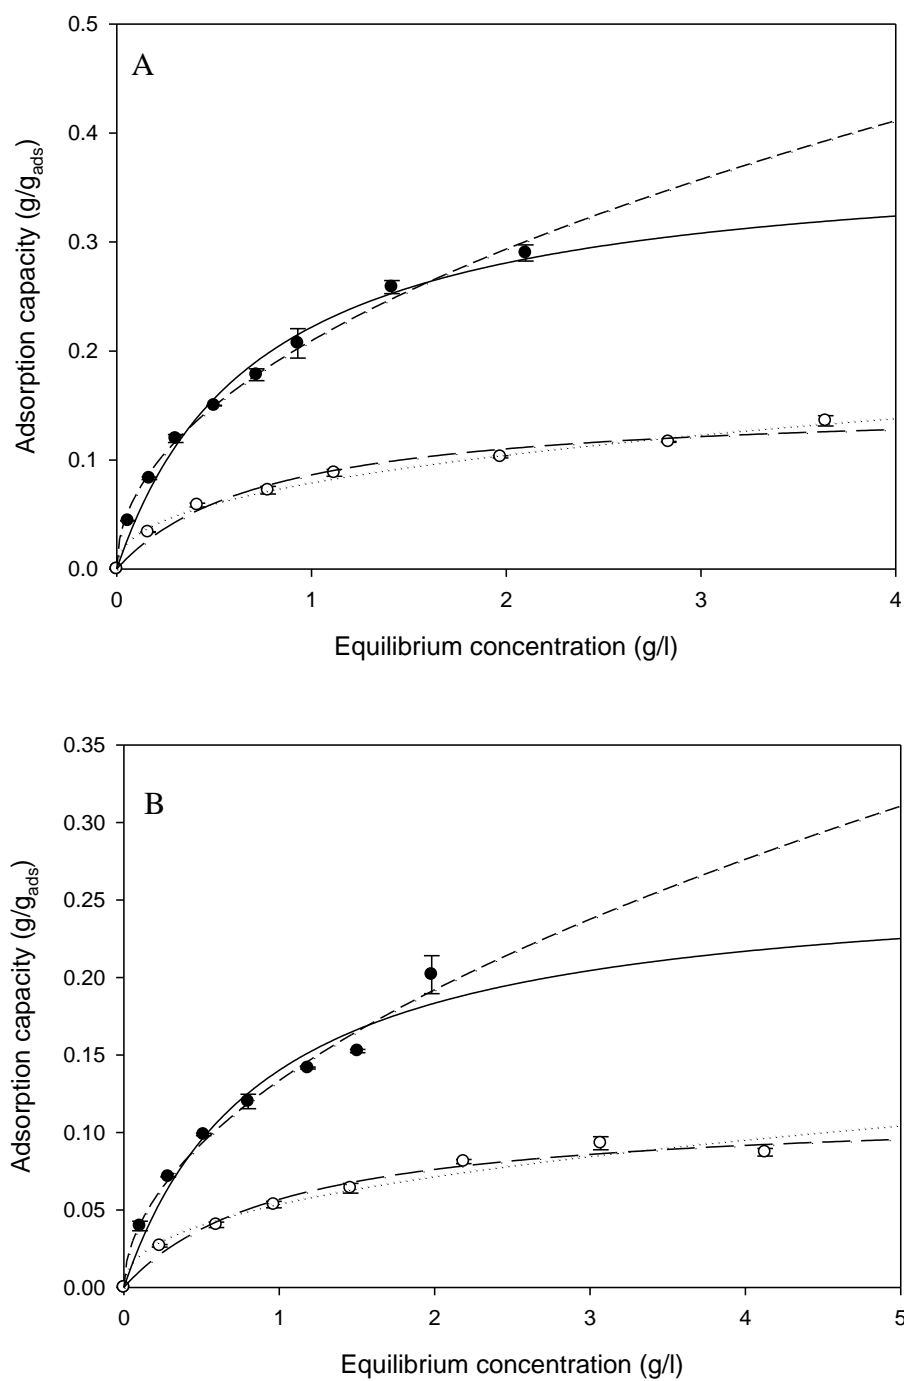 A
0.5
0.4
0.3
0.2
0.1
0.0
Adsorption capacity (g/g_ads)
0 1 2 3 4
Equilibrium concentration (g/l)
B
0.35
0.30
0.25
0.20
0.15
0.10
0.05
0.00
Adsorption capacity (g/g_ads)
0 1 2 3 4 5
Equilibrium concentration (g/l)